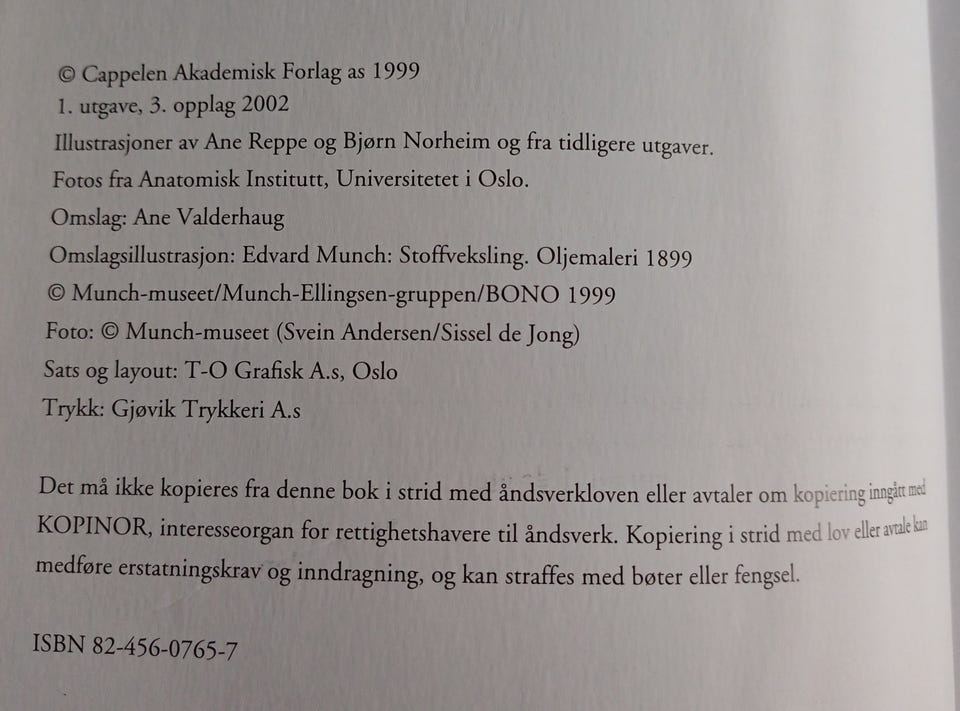 © Cappelen Akademisk Forlag as 1999
1. utgave, 3. opplag 2002
Illustrasjoner av Ane Reppe og Bjørn Norheim og fra tidligere utgaver.
Fotos fra Anatomisk Institutt, Universitetet i Oslo.
Omslag: Ane Valderhaug
Omslagsillustrasjon: Edvard Munch: Stoffveksling. Oljemaleri 1899
© Munch-museet/Munch-Ellingsen-gruppen/BONO 1999
Foto: © Munch-museet (Svein Andersen/Sissel de Jong)
Sats og layout: T-O Grafisk A.s, Oslo
Trykk: Gjøvik Trykkeri A.s
Det må ikke kopieres fra denne bok i strid med åndsverkloven eller avtaler om kopiering inngått med
KOPINOR, interesseorgan for rettighetshavere til åndsverk. Kopiering i strid med lov eller avtale kan
medføre erstatningskrav og inndragning, og kan straffes med bøter eller fengsel.
ISBN 82-456-0765-7